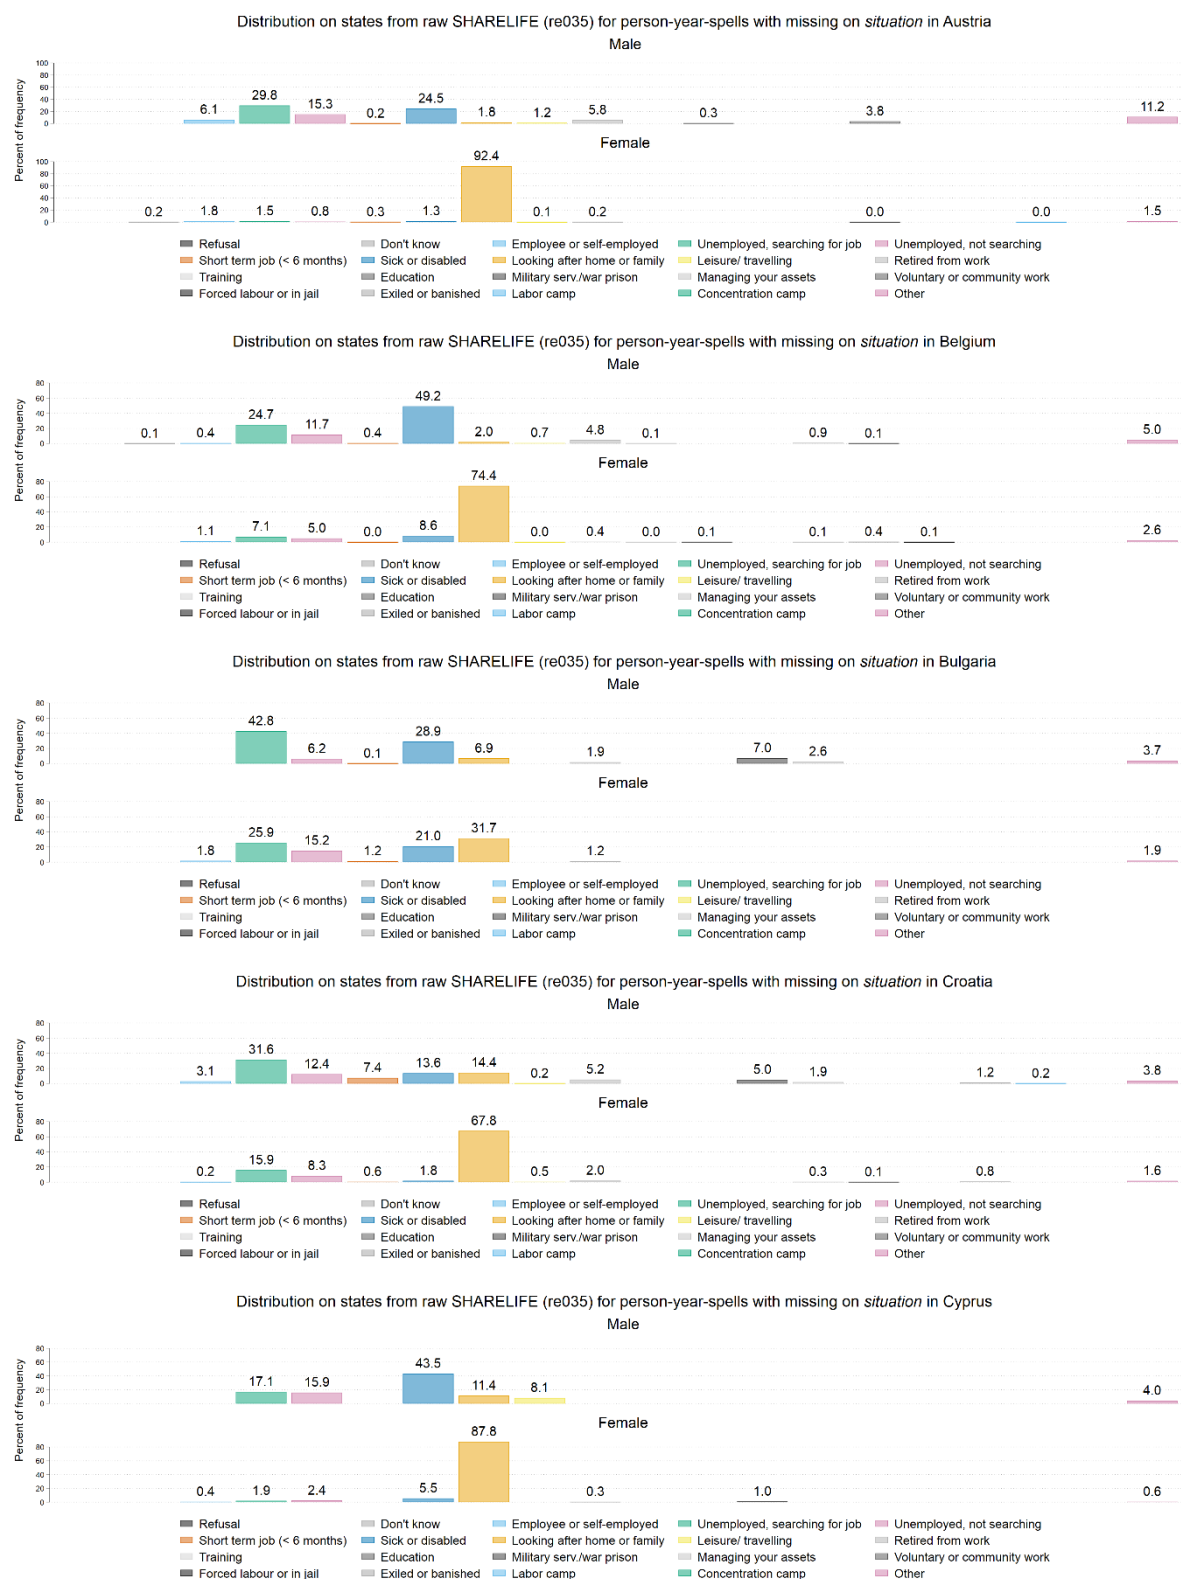 Distribution on states from raw SHARELIFE (re035) for person-year-spells with missing on situation in Austria
Male
Percent of frequency
100
80
60
40
20
0
6.1 29.8 15.3 0.2 24.5 1.8 1.2 5.8 0.3 3.8 11.2
Female
100
80
60
40
20
0
0.2 1.8 1.5 0.8 0.3 1.3 92.4 0.1 0.2 0.0 0.0 1.5
Refusal Don't know Employee or self-employed Unemployed, searching for job Unemployed, not searching
Short term job (< 6 months) Sick or disabled Looking after home or family Leisure/ travelling Retired from work
Training Education Military serv./war prison Managing your assets Voluntary or community work
Forced labour or in jail Exiled or banished Labor camp Concentration camp Other
Distribution on states from raw SHARELIFE (re035) for person-year-spells with missing on situation in Belgium
Male
Percent of frequency
80
60
40
20
0
0.1 0.4 24.7 11.7 0.4 49.2 2.0 0.7 4.8 0.1 0.9 0.1 5.0
Female
80
60
40
20
0
1.1 7.1 5.0 0.0 8.6 74.4 0.0 0.4 0.0 0.1 0.1 0.4 0.1 2.6
Refusal Don't know Employee or self-employed Unemployed, searching for job Unemployed, not searching
Short term job (< 6 months) Sick or disabled Looking after home or family Leisure/ travelling Retired from work
Training Education Military serv./war prison Managing your assets Voluntary or community work
Forced labour or in jail Exiled or banished Labor camp Concentration camp Other
Distribution on states from raw SHARELIFE (re035) for person-year-spells with missing on situation in Bulgaria
Male
Percent of frequency
80
60
40
20
0
42.8 6.2 0.1 28.9 6.9 1.9 7.0 2.6 3.7
Female
80
60
40
20
0
1.8 25.9 15.2 1.2 21.0 31.7 1.2 1.9
Refusal Don't know Employee or self-employed Unemployed, searching for job Unemployed, not searching
Short term job (< 6 months) Sick or disabled Looking after home or family Leisure/ travelling Retired from work
Training Education Military serv./war prison Managing your assets Voluntary or community work
Forced labour or in jail Exiled or banished Labor camp Concentration camp Other
Distribution on states from raw SHARELIFE (re035) for person-year-spells with missing on situation in Croatia
Male
Percent of frequency
80
60
40
20
0
3.1 31.6 12.4 7.4 13.6 14.4 0.2 5.2 5.0 1.9 1.2 0.2 3.8
Female
80
60
40
20
0
0.2 15.9 8.3 0.6 1.8 67.8 0.5 2.0 0.3 0.1 0.8 1.6
Refusal Don't know Employee or self-employed Unemployed, searching for job Unemployed, not searching
Short term job (< 6 months) Sick or disabled Looking after home or family Leisure/ travelling Retired from work
Training Education Military serv./war prison Managing your assets Voluntary or community work
Forced labour or in jail Exiled or banished Labor camp Concentration camp Other
Distribution on states from raw SHARELIFE (re035) for person-year-spells with missing on situation in Cyprus
Male
Percent of frequency
80
60
40
20
0
17.1 15.9 43.5 11.4 8.1 4.0
Female
80
60
40
20
0
0.4 1.9 2.4 5.5 87.8 0.3 1.0 0.6
Refusal Don't know Employee or self-employed Unemployed, searching for job Unemployed, not searching
Short term job (< 6 months) Sick or disabled Looking after home or family Leisure/ travelling Retired from work
Training Education Military serv./war prison Managing your assets Voluntary or community work
Forced labour or in jail Exiled or banished Labor camp Concentration camp Other